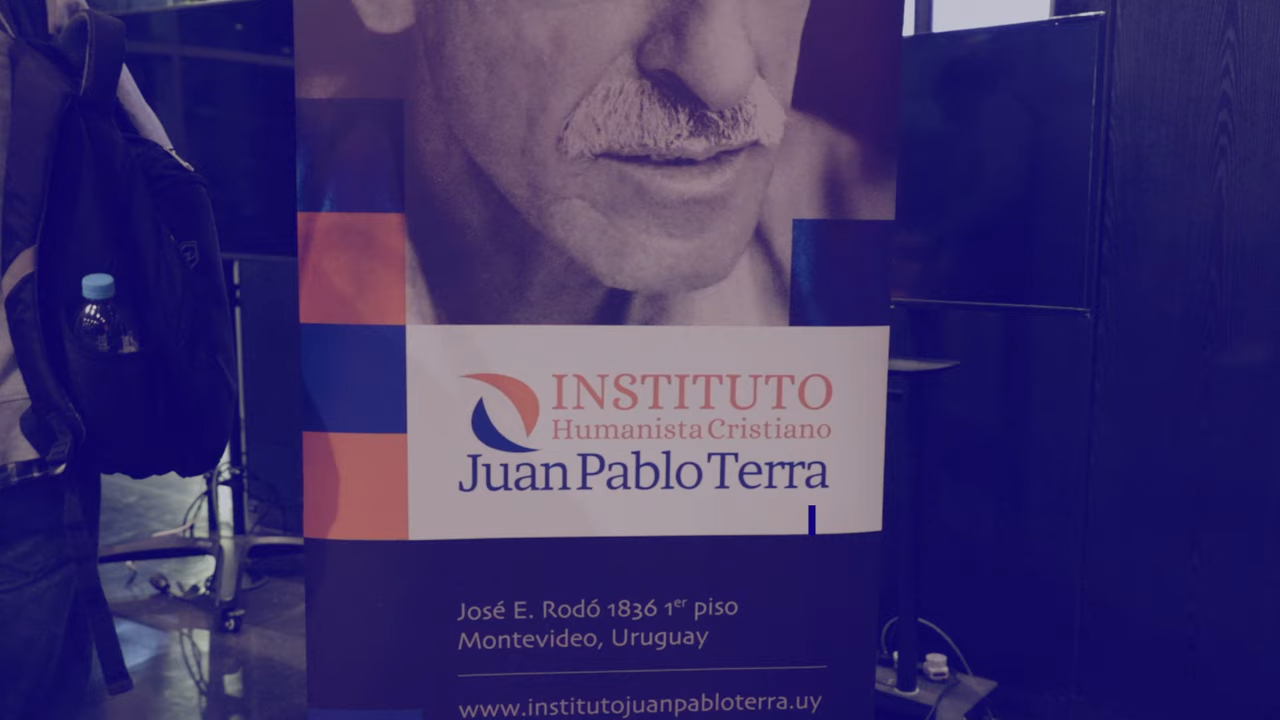 INSTITUTO
Humanista Cristiano
Juan Pablo Terra
José E. Rodó 1836 1er piso
Montevideo, Uruguay
www.institutojuanpabloterra.uy